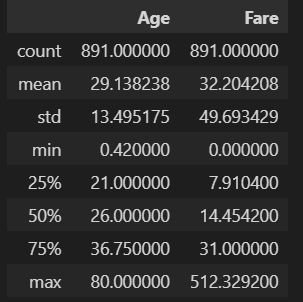 Age Fare
count 891.000000 891.000000
mean 29.138238 32.204208
std 13.495175 49.693429
min 0.420000 0.000000
25% 21.000000 7.910400
50% 26.000000 14.454200
75% 36.750000 31.000000
max 80.000000 512.329200